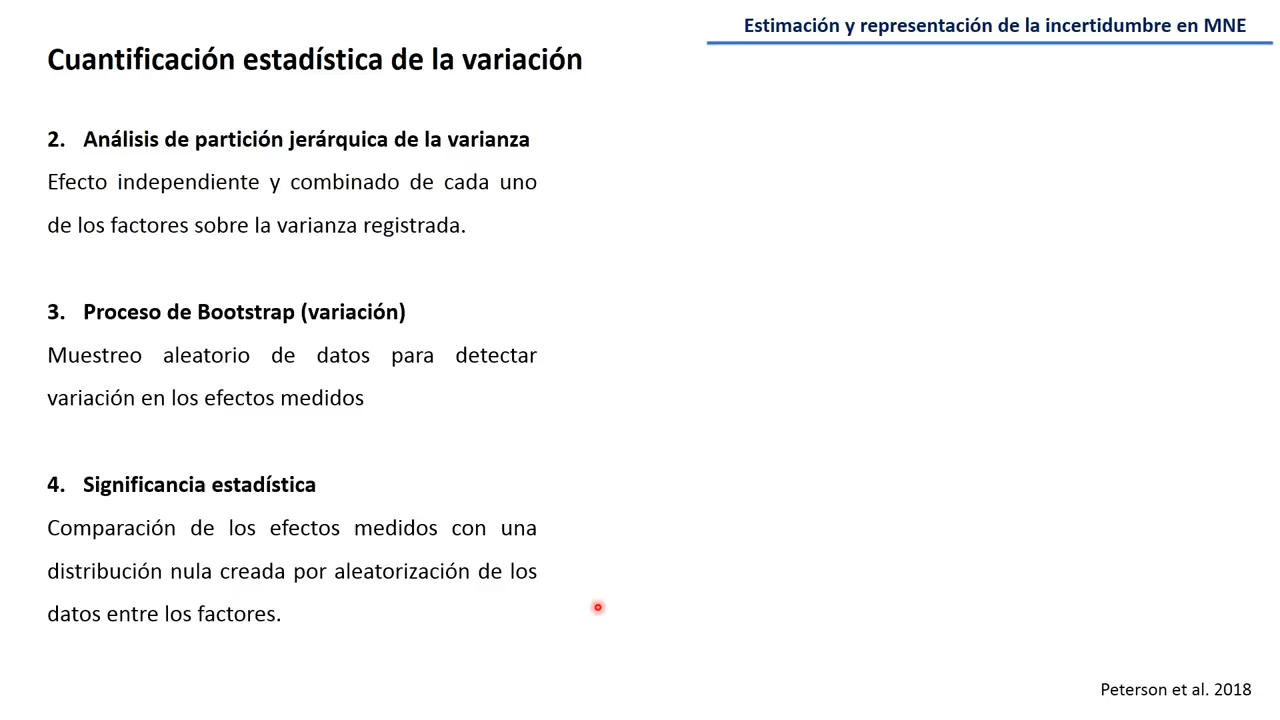 Estimación y representación de la incertidumbre en MNE
Cuantificación estadística de la variación
2. Análisis de partición jerárquica de la varianza
Efecto independiente y combinado de cada uno
de los factores sobre la varianza registrada.
3. Proceso de Bootstrap (variación)
Muestreo aleatorio de datos para detectar
variación en los efectos medidos
4. Significancia estadística
Comparación de los efectos medidos con una
distribución nula creada por aleatorización de los
datos entre los factores.
Peterson et al. 2018